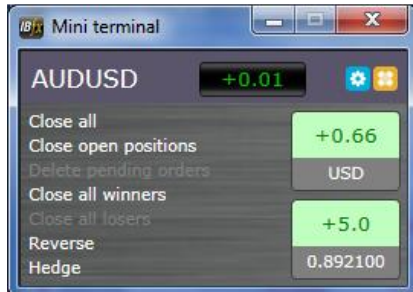 IBfx Mini terminal
AUDUSD +0.01
Close all
Close open positions
Delete pending orders
Close all winners
Close all losers
Reverse
Hedge
+0.66
USD
+5.0
0.892100